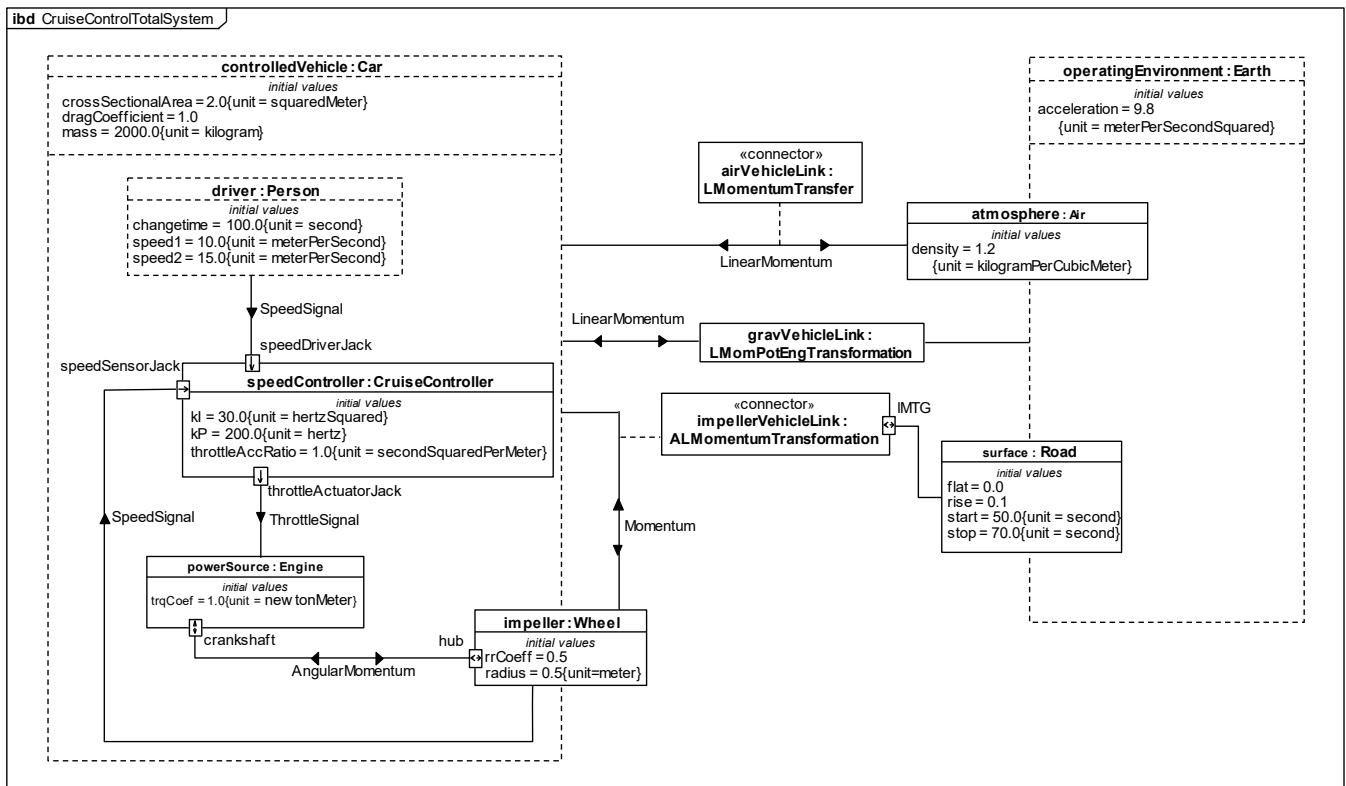 ibd CruiseControlTotalSystem
controlledVehicle : Car
initial values
crossSectionalArea = 2.0{unit = squaredMeter}
dragCoefficient = 1.0
mass = 2000.0{unit = kilogram}
operatingEnvironment : Earth
initial values
acceleration = 9.8
{unit = meterPerSecondSquared}
«connector»
airVehicleLink :
LMomentumTransfer
driver : Person
initial values
changetime = 100.0{unit = second}
speed1 = 10.0{unit = meterPerSecond}
speed2 = 15.0{unit = meterPerSecond}
atmosphere : Air
initial values
density = 1.2
{unit = kilogramPerCubicMeter}
LinearMomentum
SpeedSignal
LinearMomentum
gravVehicleLink :
LMomPotEngTransformation
speedDriverJack
speedSensorJack
speedController : CruiseController
initial values
kI = 30.0{unit = hertzSquared}
kP = 200.0{unit = hertz}
throttleAccRatio = 1.0{unit = secondSquaredPerMeter}
«connector»
impellerVehicleLink :
ALMomentumTransformation
IMTG
surface : Road
initial values
flat = 0.0
rise = 0.1
start = 50.0{unit = second}
stop = 70.0{unit = second}
throttleActuatorJack
SpeedSignal
ThrottleSignal
Momentum
powerSource : Engine
initial values
trqCoef = 1.0{unit = newtonMeter}
crankshaft
hub
impeller : Wheel
initial values
rrCoeff = 0.5
radius = 0.5{unit=meter}
AngularMomentum